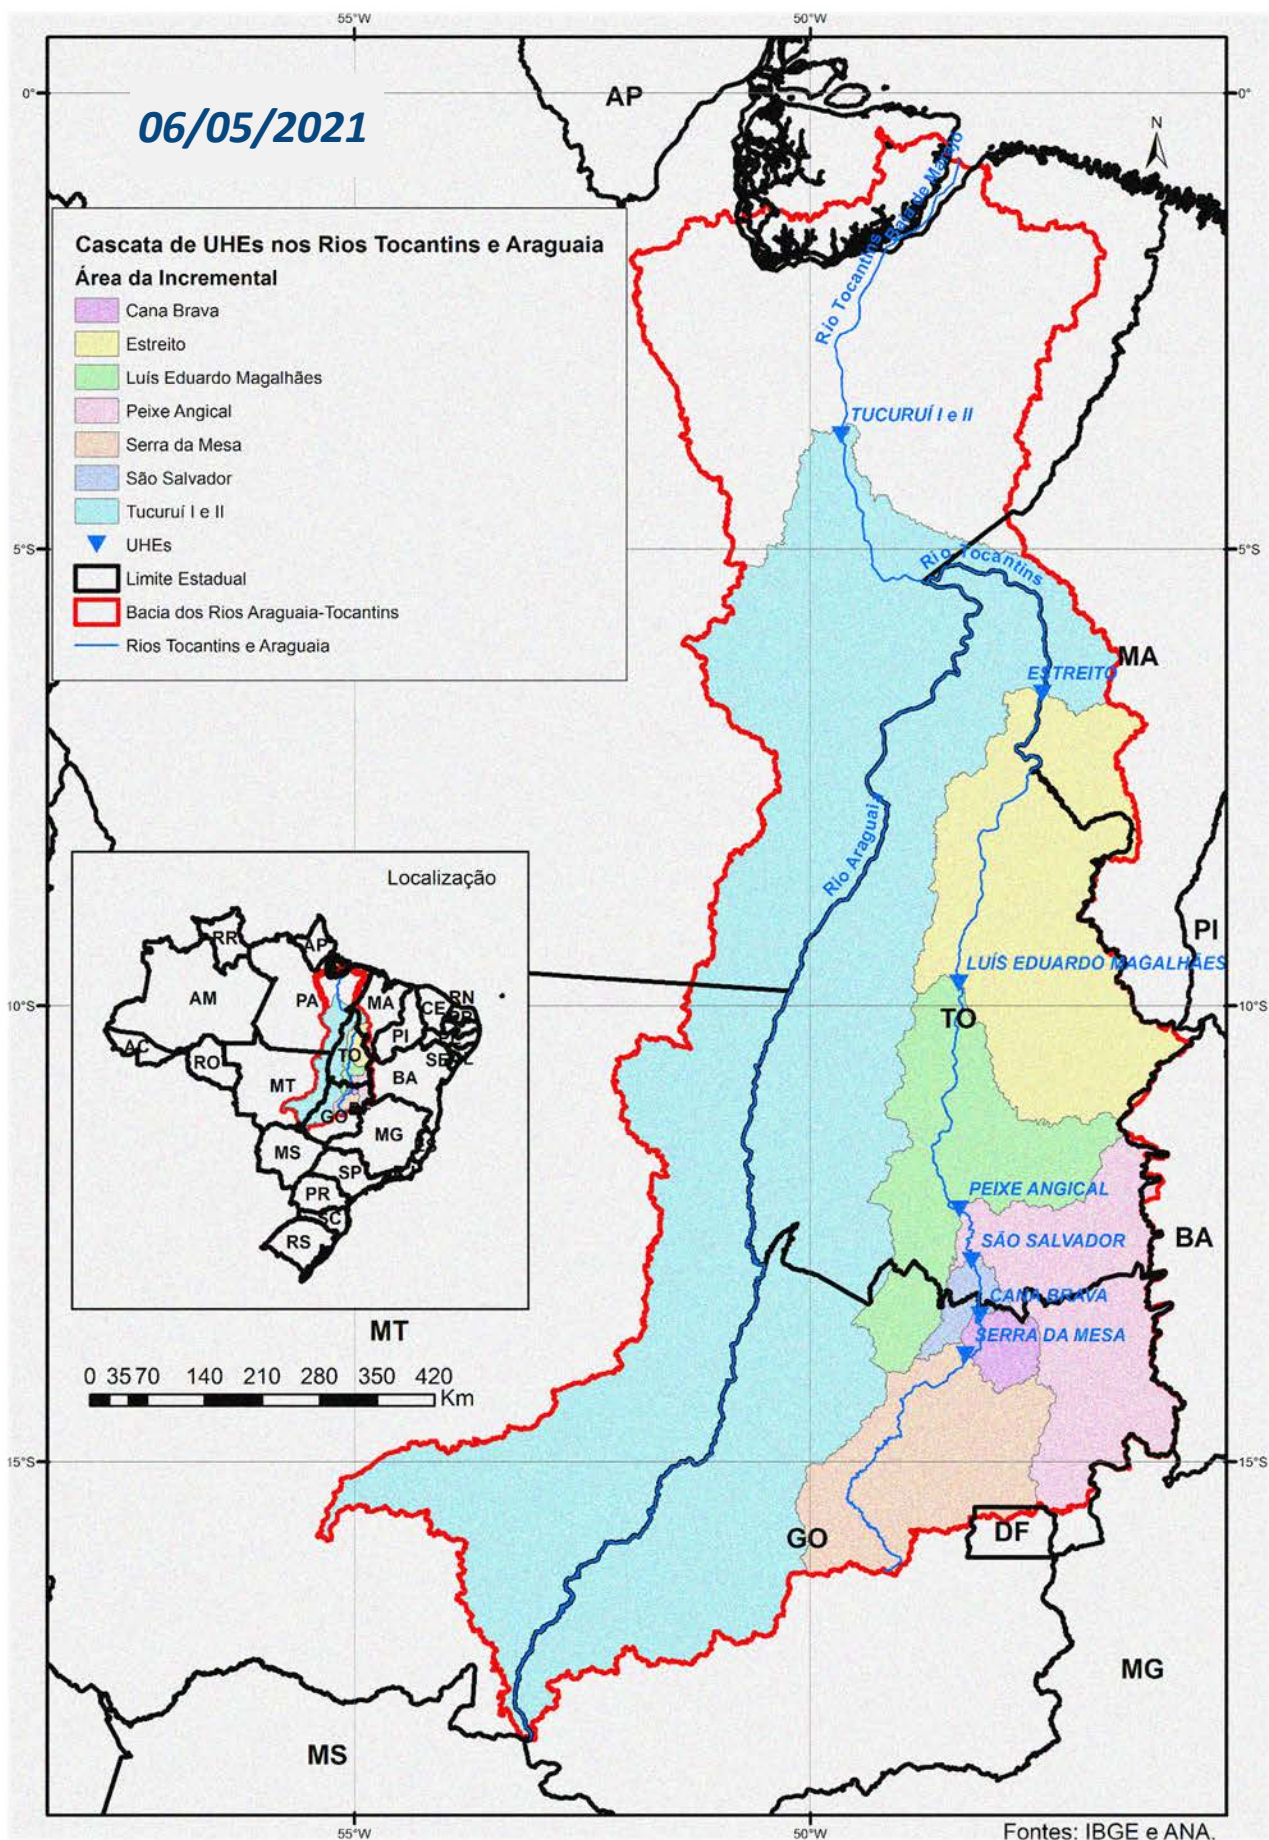 55°W 50°W
0° 0°
AP
06/05/2021
N
Rio Tocantins
Baía de Marajó
Cascata de UHEs nos Rios Tocantins e Araguaia
Área da Incremental
Cana Brava
Estreito
Luís Eduardo Magalhães
Peixe Angical
Serra da Mesa
São Salvador
Tucuruí I e II
UHEs
Limite Estadual
Bacia dos Rios Araguaia-Tocantins
Rios Tocantins e Araguaia
TUCURUÍ I e II
5°S 5°S
Rio Tocantins
MA
ESTREITO
Rio Araguaia
PI
LUÍS EDUARDO MAGALHÃES
10°S 10°S
TO
PEIXE ANGICAL
SÃO SALVADOR
BA
CANA BRAVA
SERRA DA MESA
Localização
RR
AP
AM
PA
MA
CE
RN
PI
AC
RO
TO
SE
AL
MT
BA
GO
MG
MS
ES
SP
PR
SC
RS
MT
0 35 70 140 210 280 350 420
Km
15°S 15°S
GO
DF
MG
MS
55°W 50°W
Fontes: IBGE e ANA.